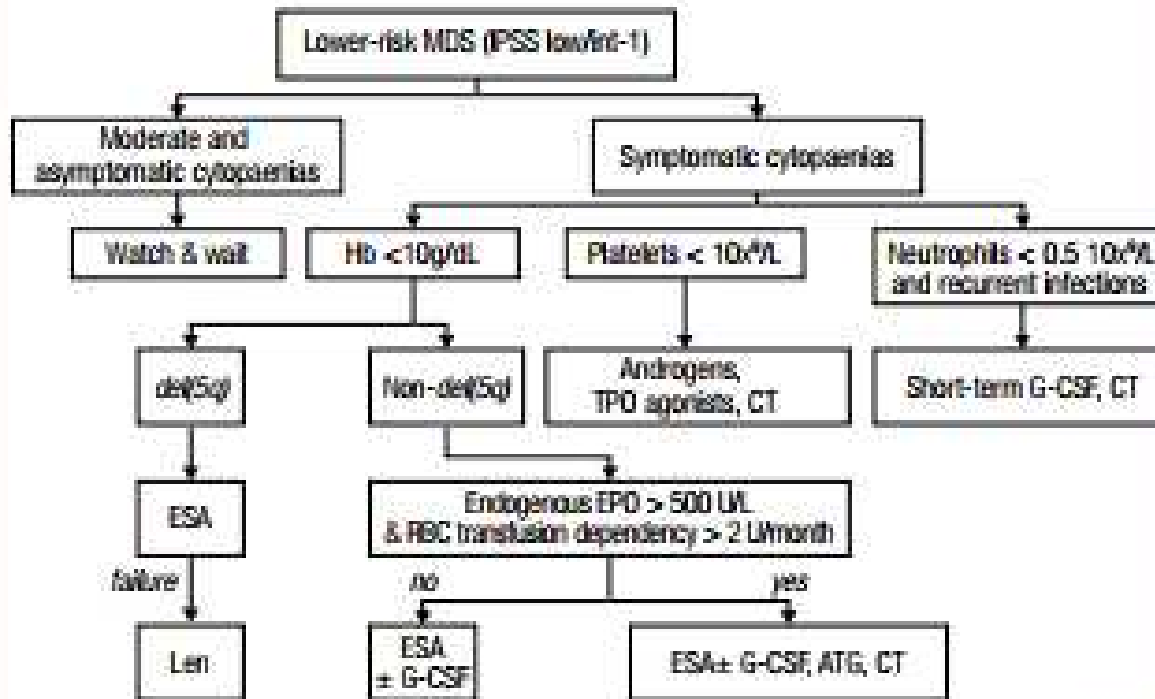 Lower-risk MDS (IPSS low/int-1)
Moderate and
asymptomatic cytopaenias
Symptomatic cytopaenias
Watch & wait
Hb <10g/dL
Platelets < 10x⁹/L
Neutrophils < 0.5 10x⁹/L
and recurrent infections
del(5q)
Non-del(5q)
Androgens,
TPO agonists, CT
Short-term G-CSF, CT
ESA
Endogenous EPO > 500 U/L
& RBC transfusion dependency > 2 U/month
failure
no
yes
Len
ESA
± G-CSF
ESA± G-CSF, ATG, CT